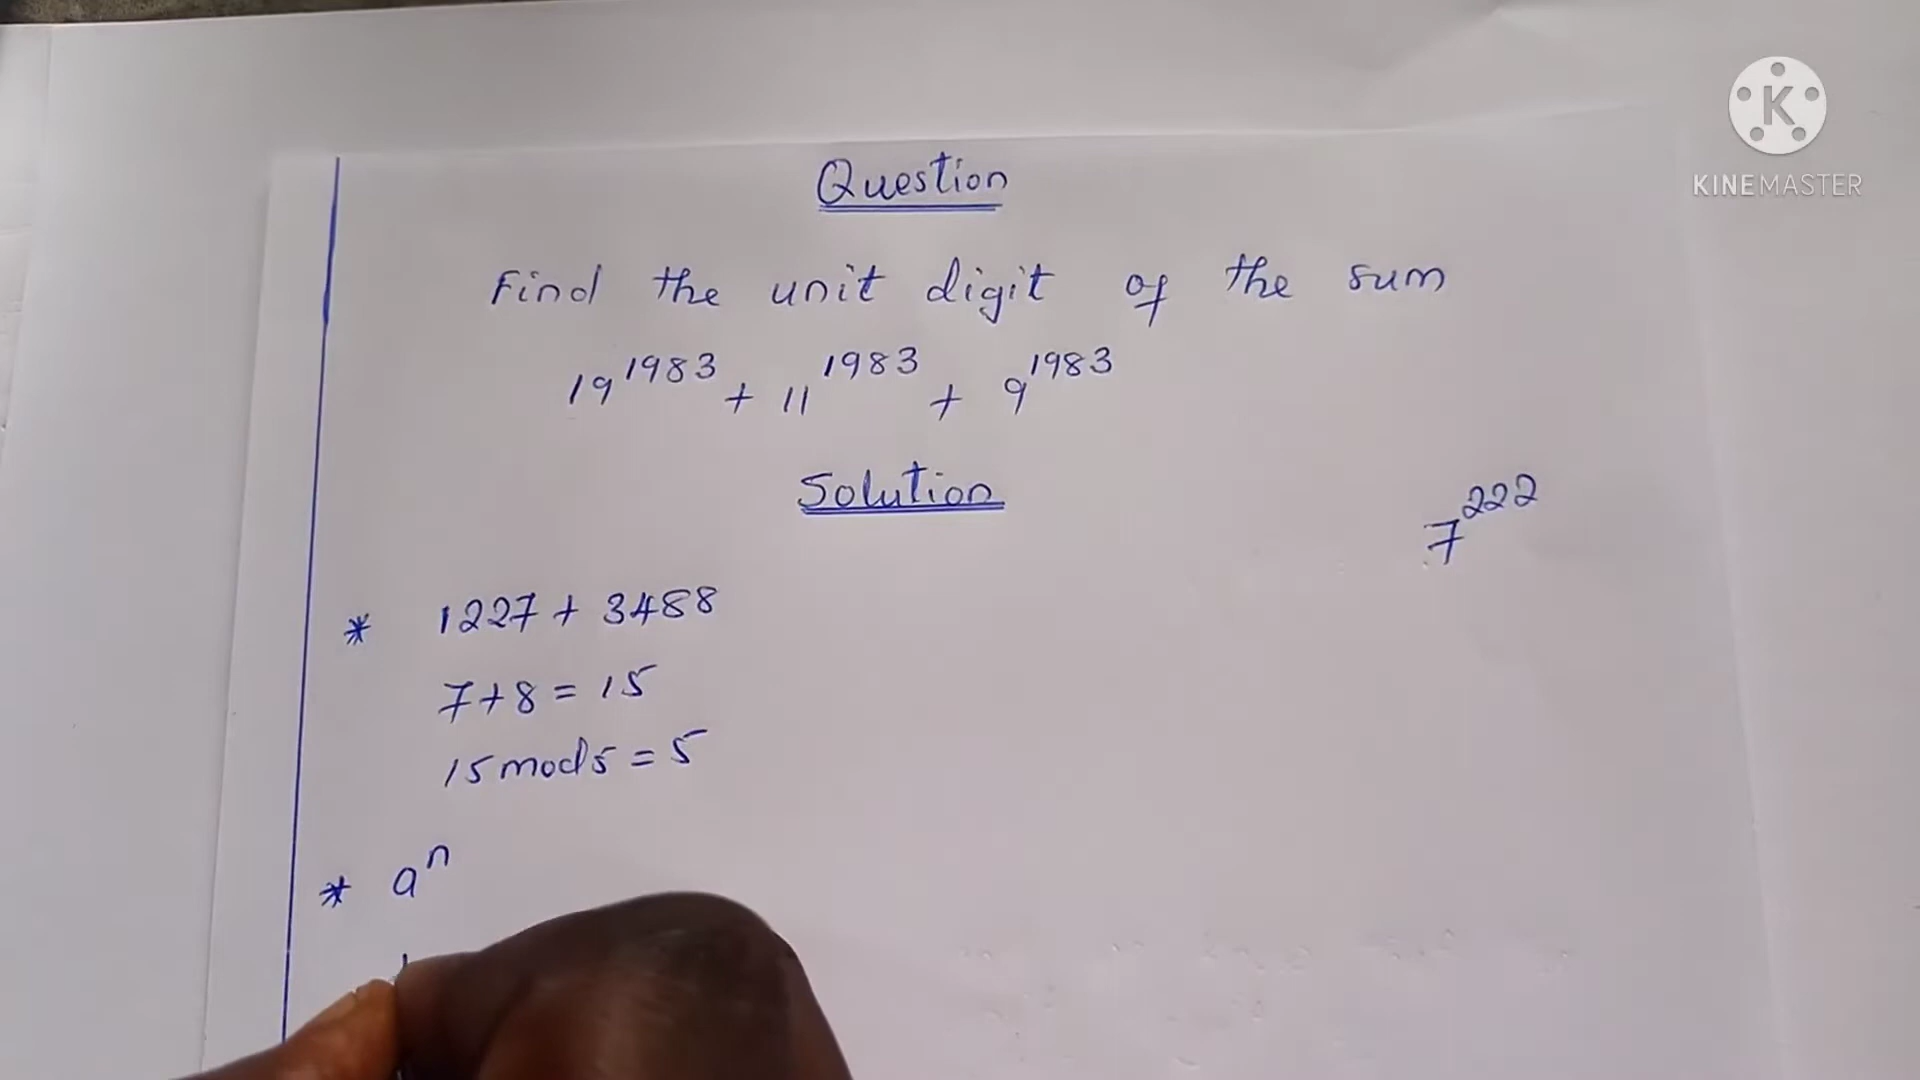 K
KINEMASTER
Question
Find the unit digit of the sum
19^1983 + 11^1983 + 9^1983
Solution
7^222
* 1227 + 3488
7+8 = 15
15 mod 5 = 5
* a^n